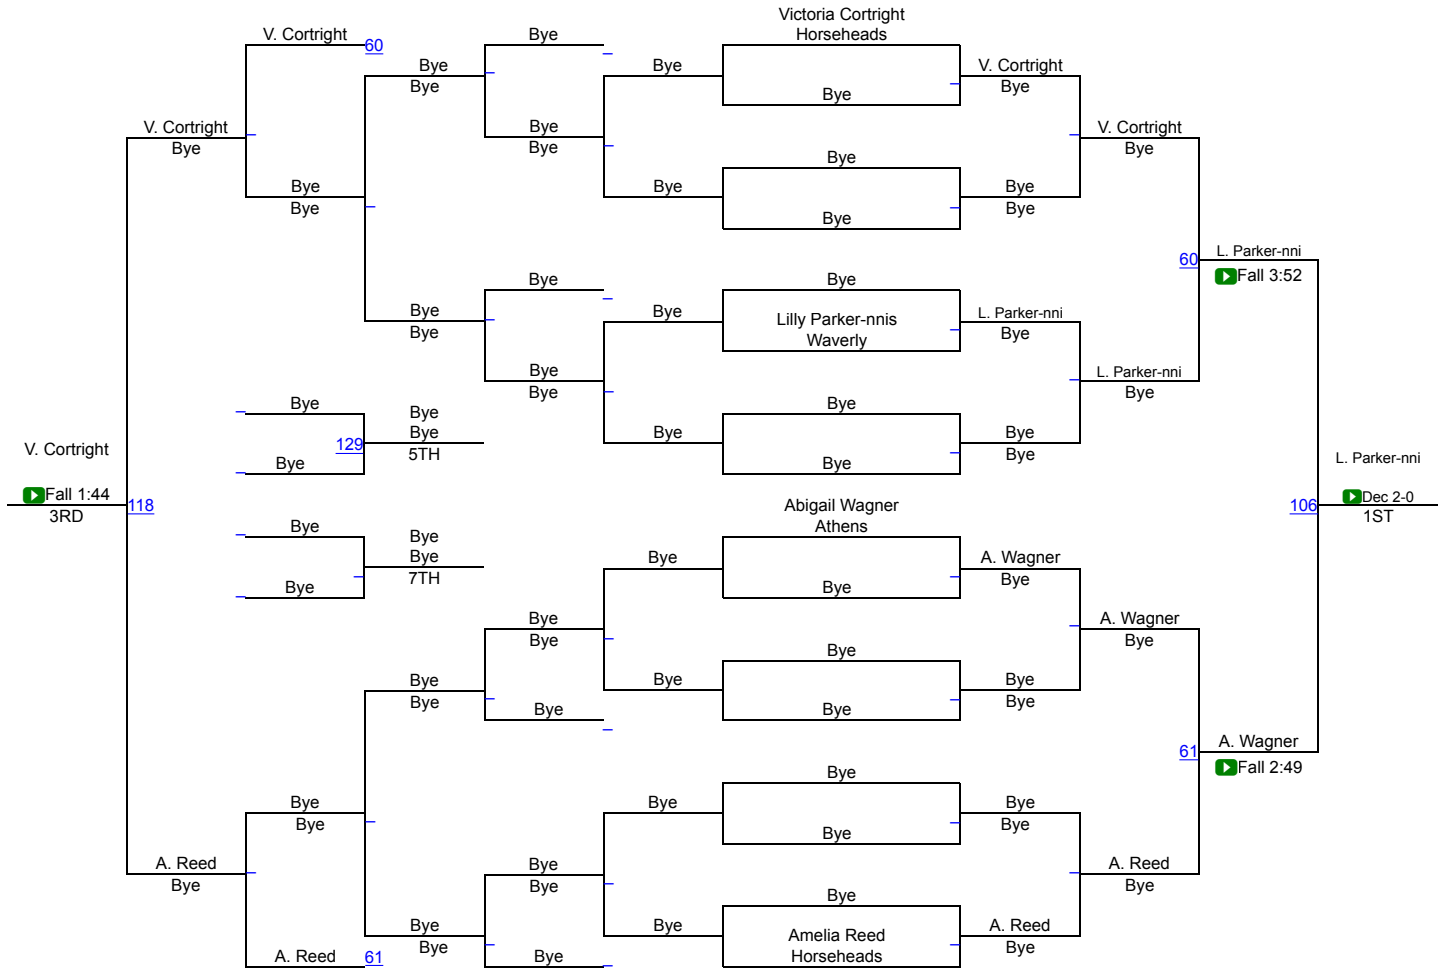 Victoria Cortright
Horseheads
V. Cortright
60
Bye
Bye
Bye
V. Cortright
Bye
Bye
Bye
V. Cortright
Bye
Bye
Bye
V. Cortright
Bye
Bye
Bye
Bye
Bye
Bye
Bye
Bye
Bye
L. Parker-nni
60
Fall 3:52
Bye
Bye
Bye
Bye
Bye
Lilly Parker-nnis
Waverly
L. Parker-nni
Bye
Bye
Bye
L. Parker-nni
Bye
Bye
Bye
Bye
129
5TH
Bye
Bye
Bye
Bye
Bye
Bye
V. Cortright
Fall 1:44
3RD
118
L. Parker-nni
106
Dec 2-0
1ST
Abigail Wagner
Athens
Bye
Bye
Bye
7TH
Bye
Bye
Bye
A. Wagner
Bye
Bye
Bye
A. Wagner
Bye
Bye
Bye
Bye
Bye
Bye
Bye
Bye
Bye
A. Wagner
61
Fall 2:49
Bye
Bye
Bye
Bye
Bye
Bye
Bye
A. Reed
Bye
Bye
Bye
A. Reed
Bye
Bye
Bye
Bye
Bye
Amelia Reed
Horseheads
A. Reed
Bye
A. Reed
61
Bye